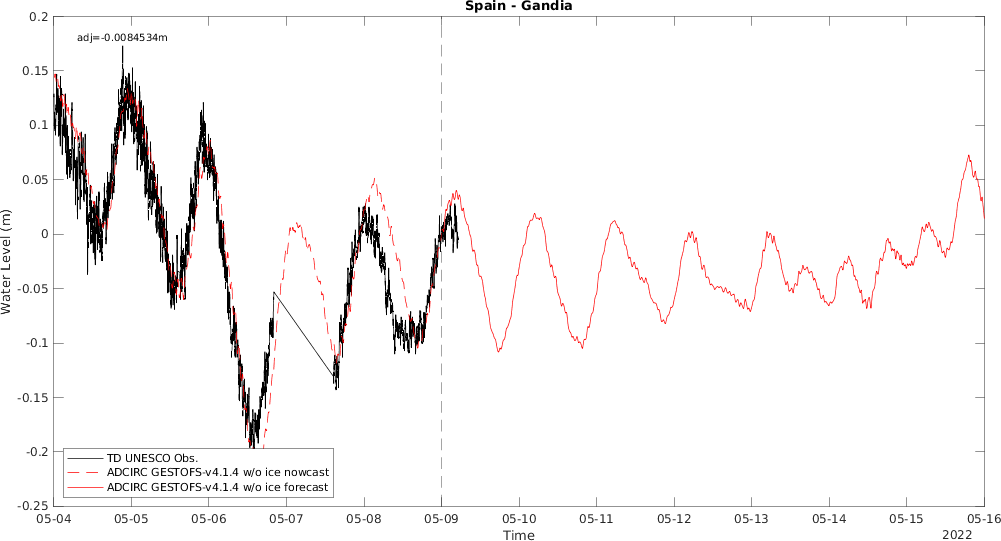 Spain - Gandia
adj=-0.0084534m
0.2
0.15
0.1
0.05
0
-0.05
-0.1
-0.15
-0.2
-0.25
Water Level (m)
TD UNESCO Obs.
ADCIRC GESTOFS-v4.1.4 w/o ice nowcast
ADCIRC GESTOFS-v4.1.4 w/o ice forecast
05-04 05-05 05-06 05-07 05-08 05-09 05-10 05-11 05-12 05-13 05-14 05-15 05-16
Time
2022